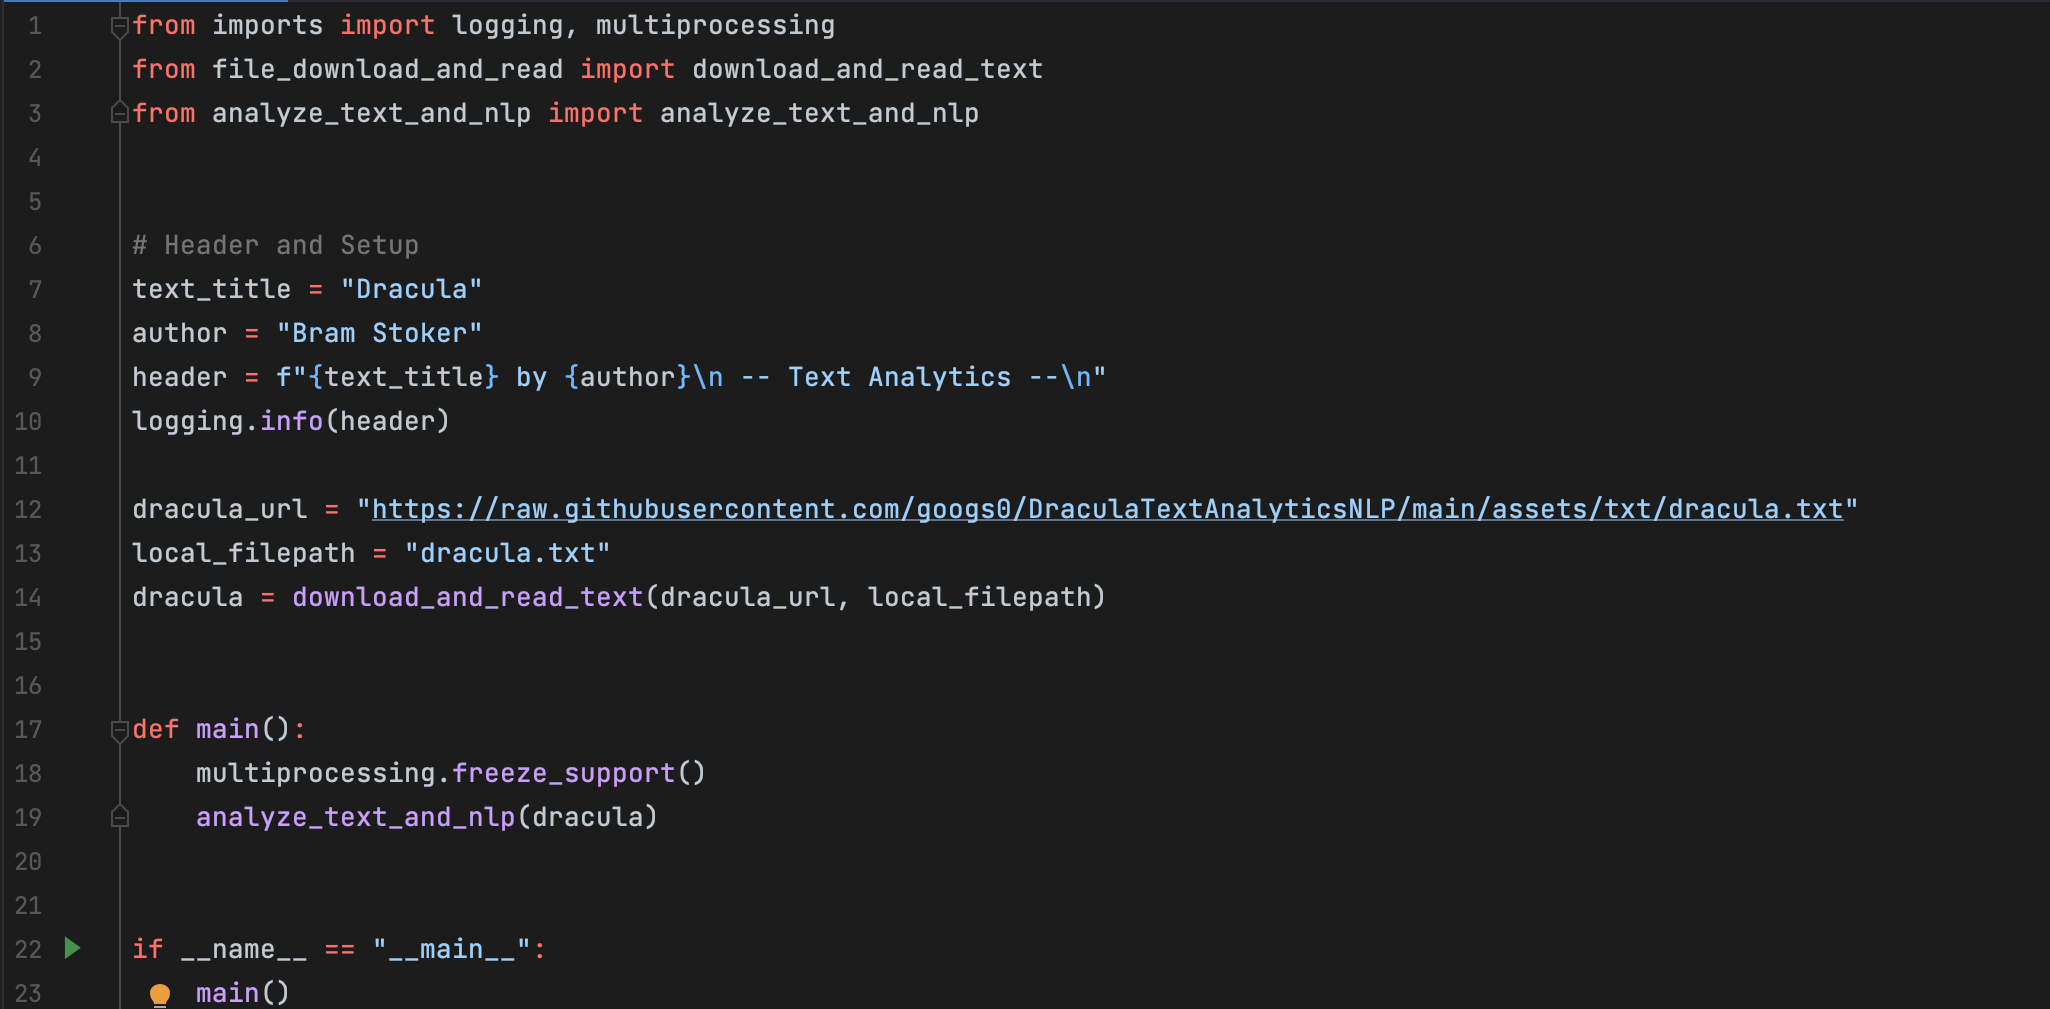 1 from imports import logging, multiprocessing
2 from file_download_and_read import download_and_read_text
3 from analyze_text_and_nlp import analyze_text_and_nlp
4
5
6 # Header and Setup
7 text_title = "Dracula"
8 author = "Bram Stoker"
9 header = f"{text_title} by {author}\n -- Text Analytics --\n"
10 logging.info(header)
11
12 dracula_url = "https://raw.githubusercontent.com/googs0/DraculaTextAnalyticsNLP/main/assets/txt/dracula.txt"
13 local_filepath = "dracula.txt"
14 dracula = download_and_read_text(dracula_url, local_filepath)
15
16
17 def main():
18     multiprocessing.freeze_support()
19     analyze_text_and_nlp(dracula)
20
21
22 if __name__ == "__main__":
23     main()